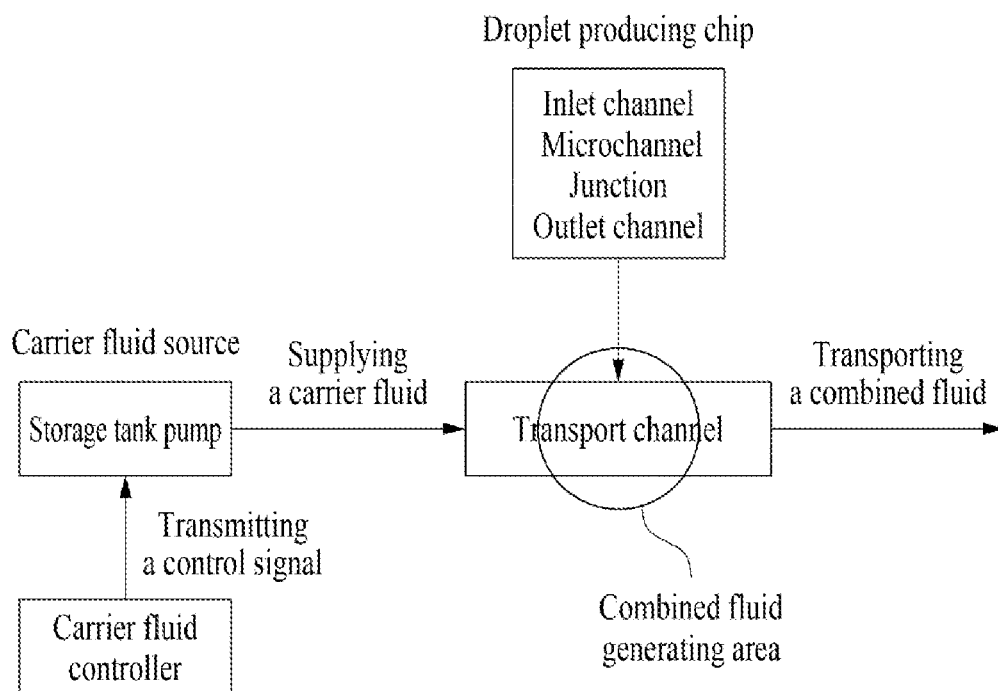 Droplet producing chip
Inlet channel
Microchannel
Junction
Outlet channel
Carrier fluid source
Supplying
a carrier fluid
Transporting
a combined fluid
Storage tank pump
Transport channel
Transmitting
a control signal
Combined fluid
generating area
Carrier fluid
controller